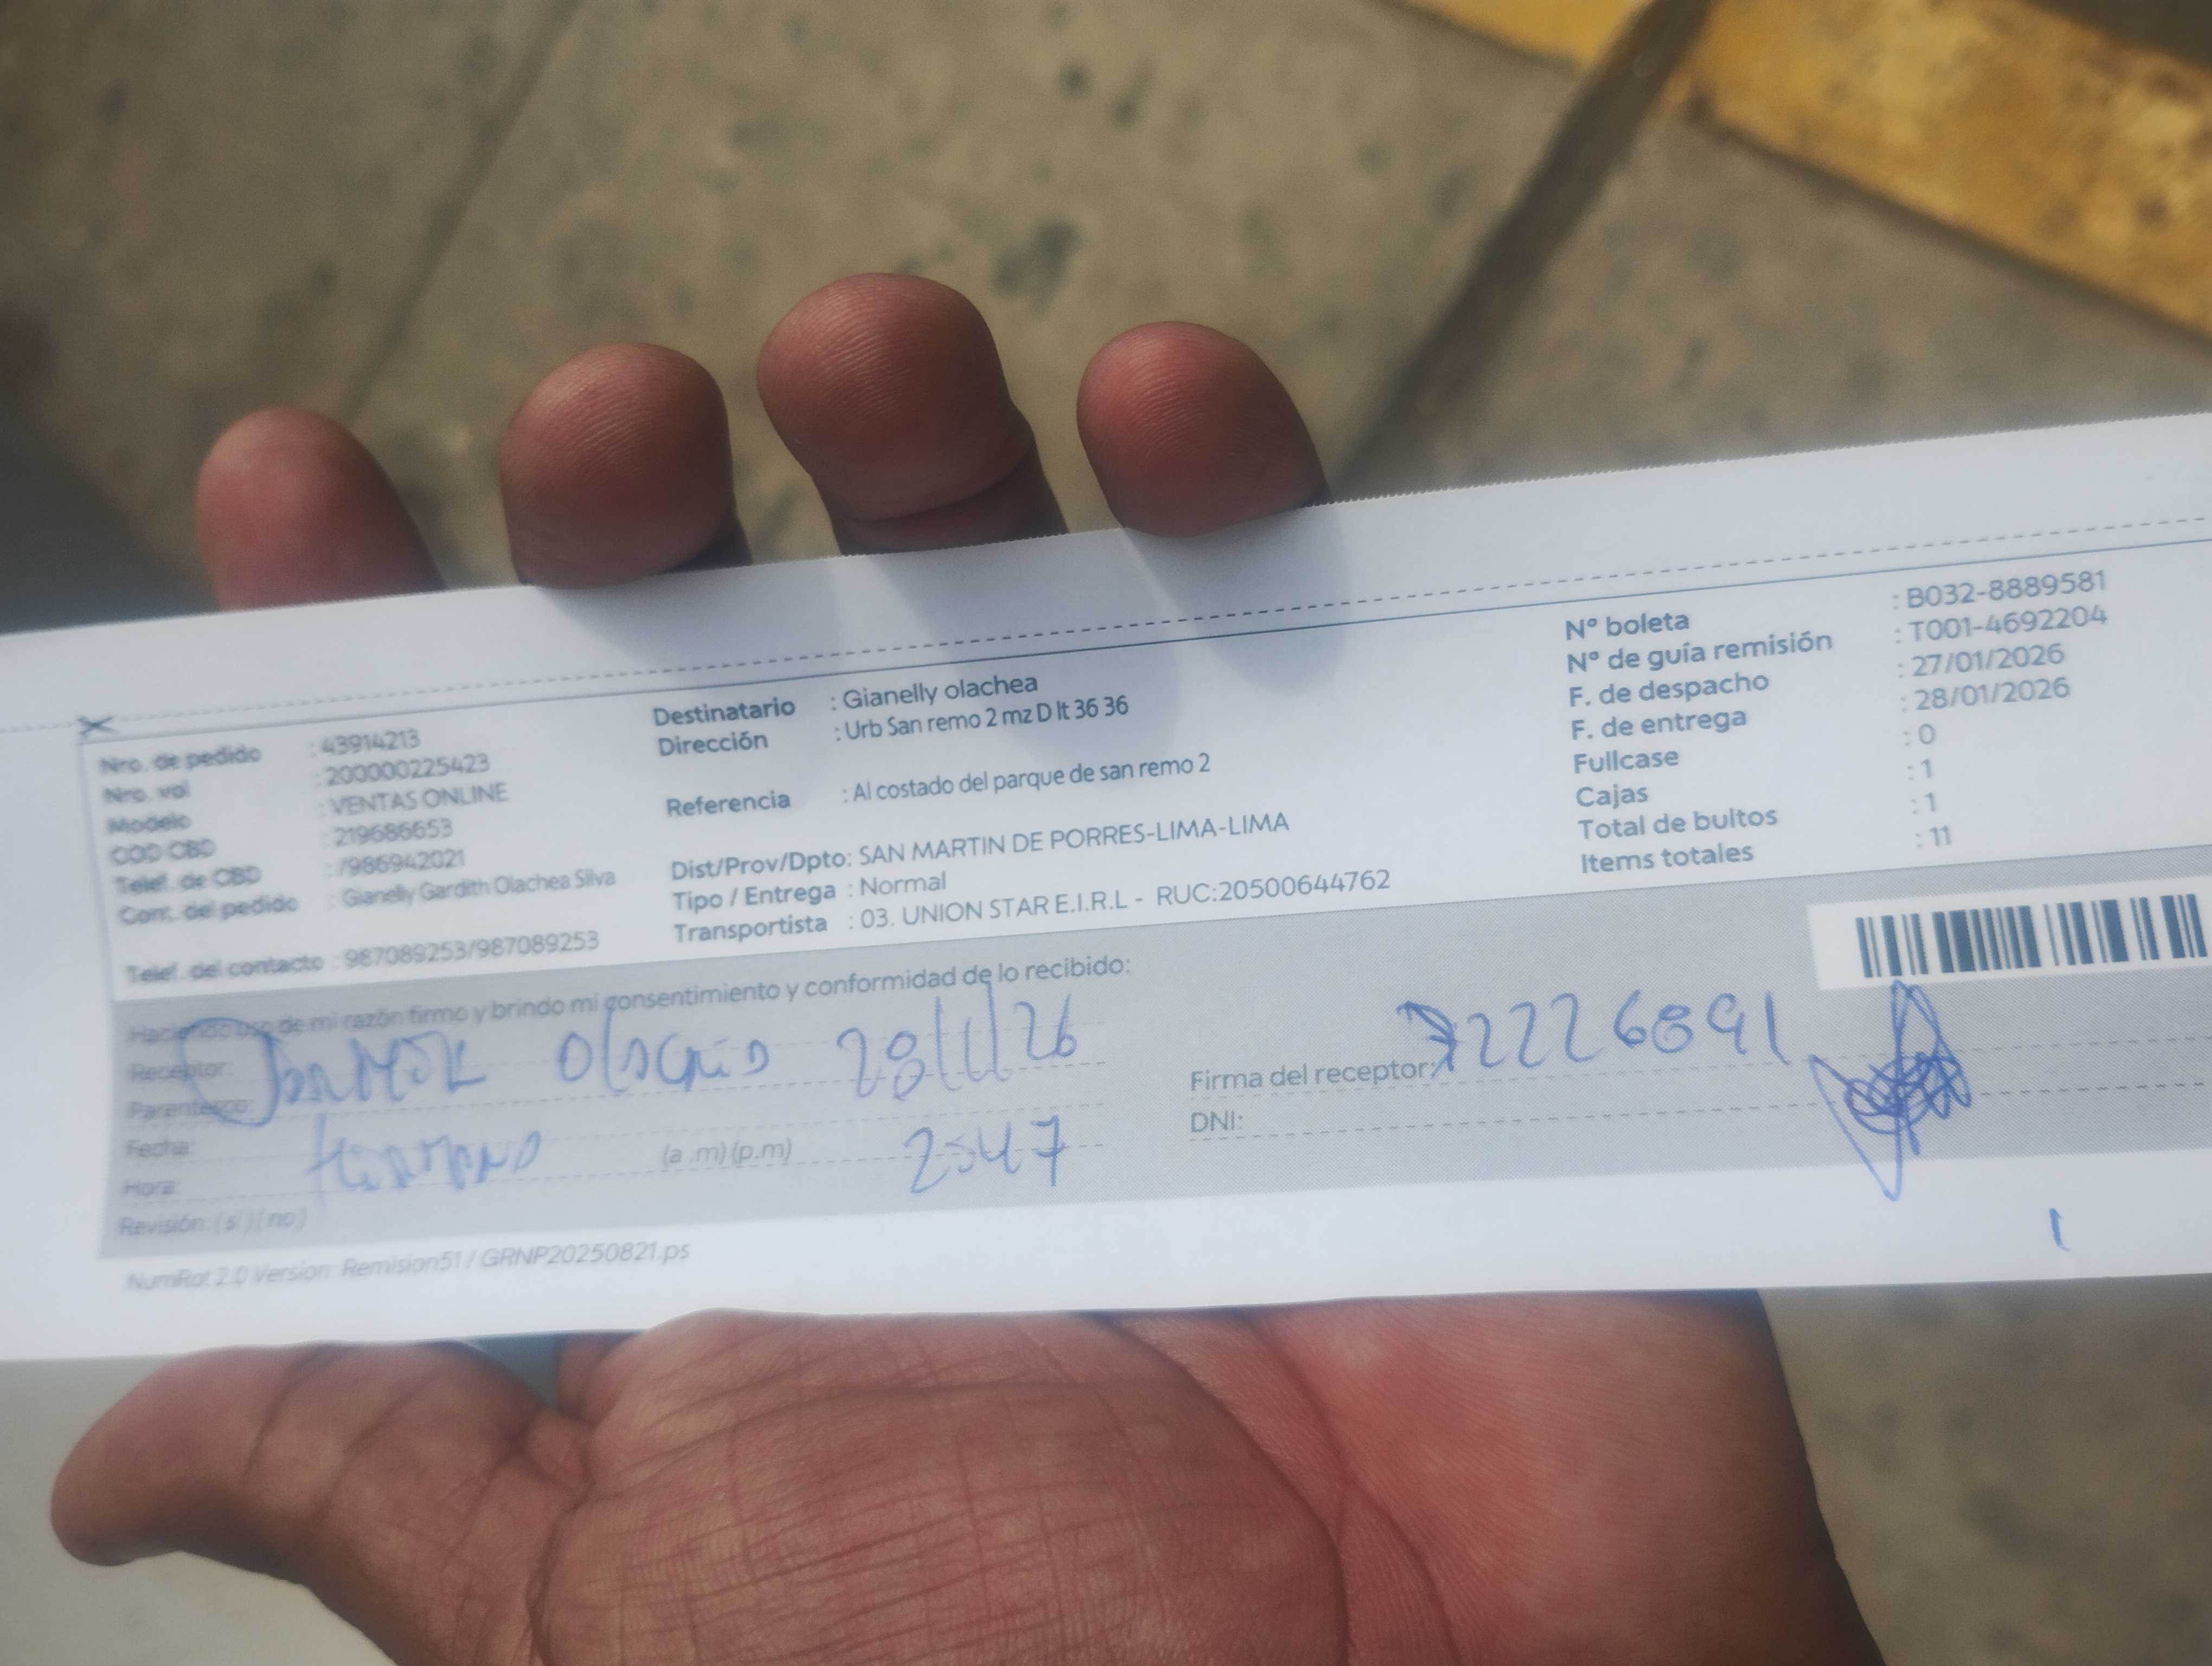 Nro. de pedido : 43914213
Nro. vol : 200000225423
Modelo : VENTAS ONLINE
COD CBD : 219686653
Telef. de CBD : /986942021
Cont. del pedido : Gianelly Gardith Olachea Silva
Telef. del contacto : 987089253/987089253
Destinatario : Gianelly olachea
Dirección : Urb San remo 2 mz D lt 36 36
Referencia : Al costado del parque de san remo 2
Dist/Prov/Dpto: SAN MARTIN DE PORRES-LIMA-LIMA
Tipo / Entrega : Normal
Transportista : 03. UNION STAR E.I.R.L - RUC:20500644762
Nº boleta : B032-8889581
Nº de guía remisión : T001-4692204
F. de despacho : 27/01/2026
F. de entrega : 28/01/2026
Fullcase : 0
Cajas : 1
Total de bultos : 1
Items totales : 11
Haciendo uso de mi razón firmo y brindo mi consentimiento y conformidad de lo recibido:
Receptor: 28/1/26
Parentesco:
Fecha:
Hora: (a .m) (p.m) 2:47
Revisión: ( si ) ( no )
Firma del receptor:
DNI:
NumRot 2.0 Version: Remision51 / GRNP20250821.ps